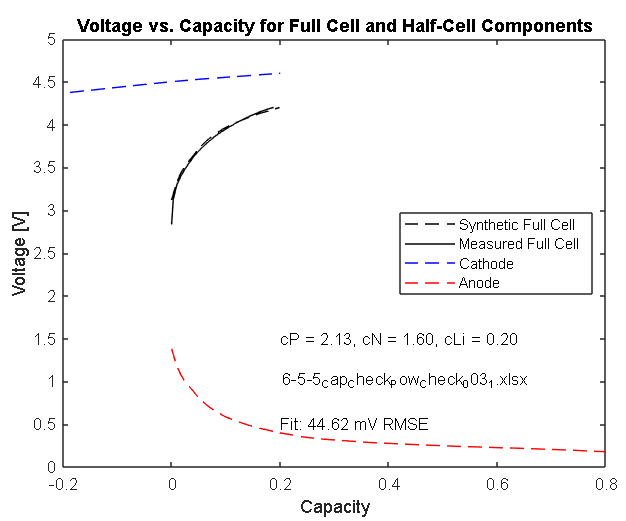 Voltage vs. Capacity for Full Cell and Half-Cell Components
5
4.5
4
3.5
3
2.5
2
1.5
1
0.5
0
Voltage [V]
Synthetic Full Cell
Measured Full Cell
Cathode
Anode
cP = 2.13, cN = 1.60, cLi = 0.20
6-5-5CapCheckPowCheck0031.xlsx
Fit: 44.62 mV RMSE
-0.2 0 0.2 0.4 0.6 0.8
Capacity